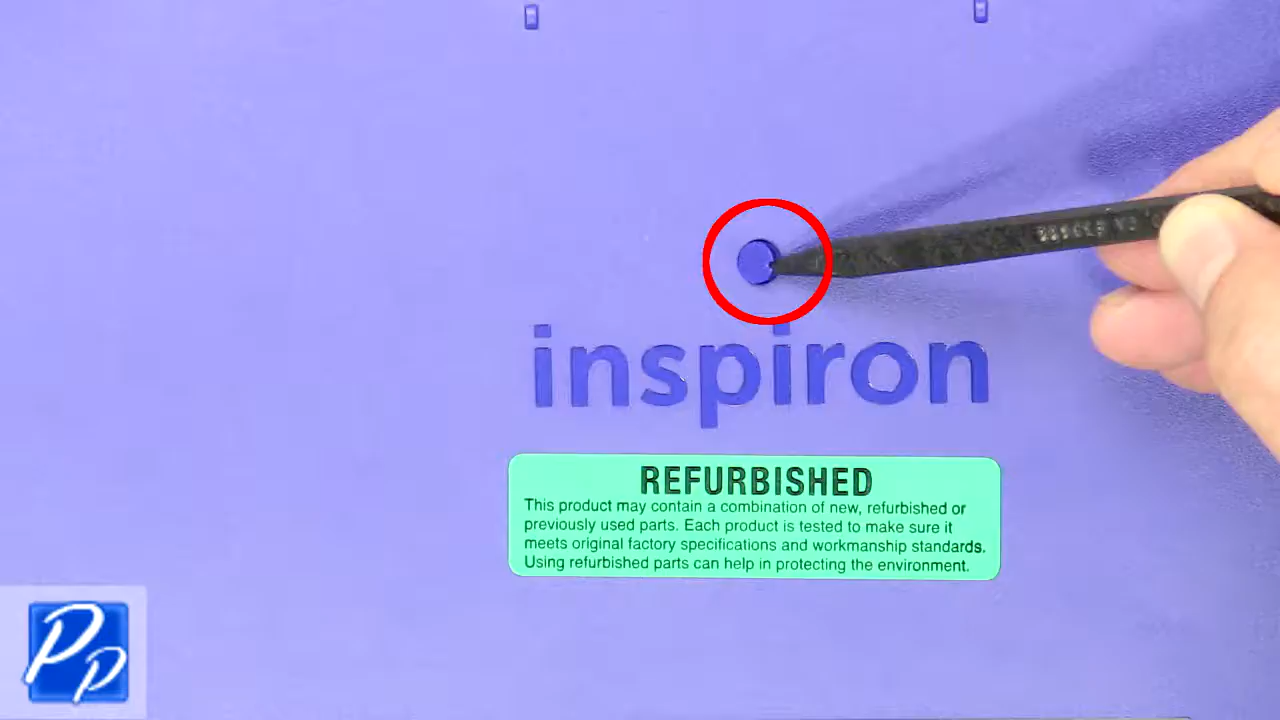 inspiron
REFURBISHED
This product may contain a combination of new, refurbished or
previously used parts. Each product is tested to make sure it
meets original factory specifications and workmanship standards.
Using refurbished parts can help in protecting the environment.
PP